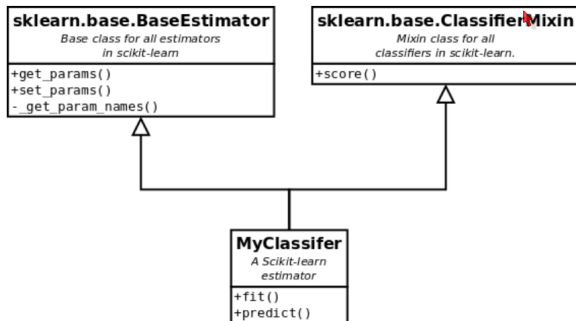 sklearn.base.BaseEstimator
Base class for all estimators
in scikit-learn
+get_params()
+set_params()
-_get_param_names()
sklearn.base.ClassifierMixin
Mixin class for all
classifiers in scikit-learn.
+score()
MyClassifer
A Scikit-learn
estimator
+fit()
+predict()